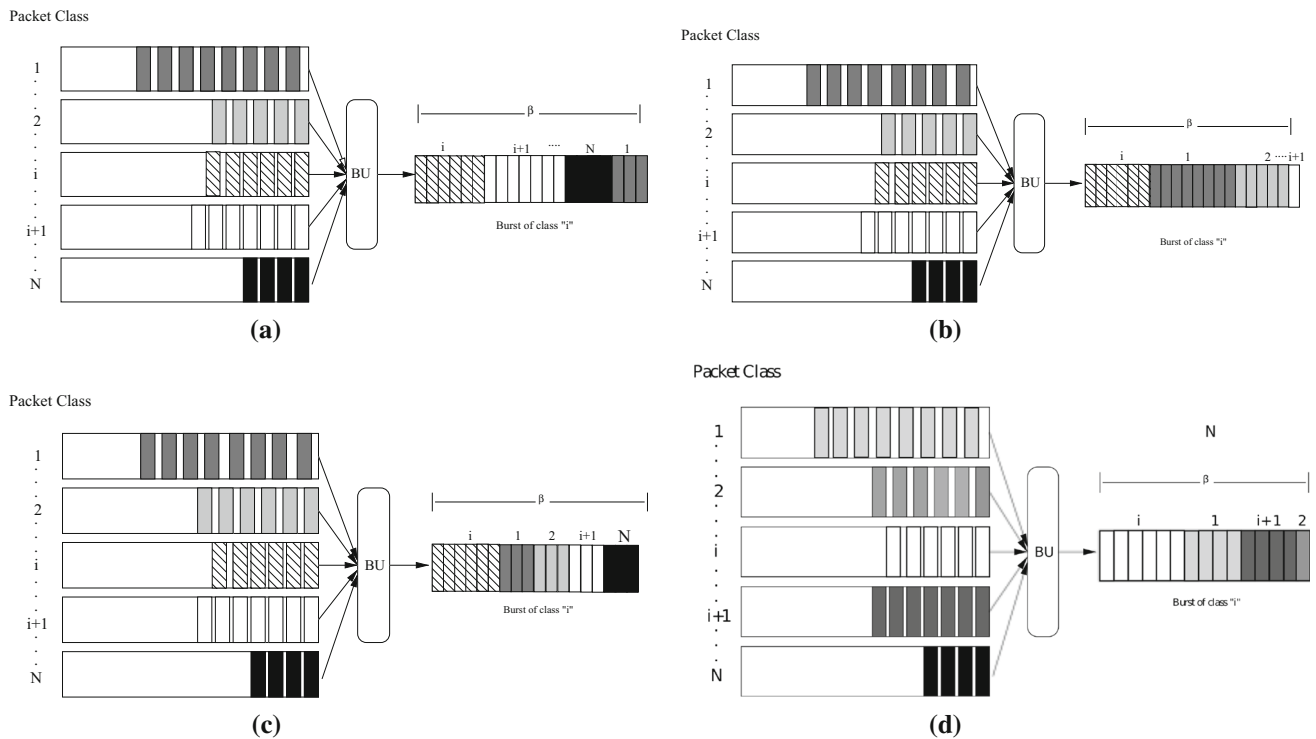 Packet Class
1
2
i
i+1
N
BU
β
i i+1 .... N 1
Burst of class "i"
(a)
Packet Class
1
2
i
i+1
N
BU
β
i 1 2 .... i+1
Burst of class "i"
(b)
Packet Class
1
2
i
i+1
N
BU
β
i 1 2 i+1 N
Burst of class "i"
(c)
Packet Class
1
2
i
i+1
N
BU
N
β
i 1 i+1 2
Burst of class "i"
(d)